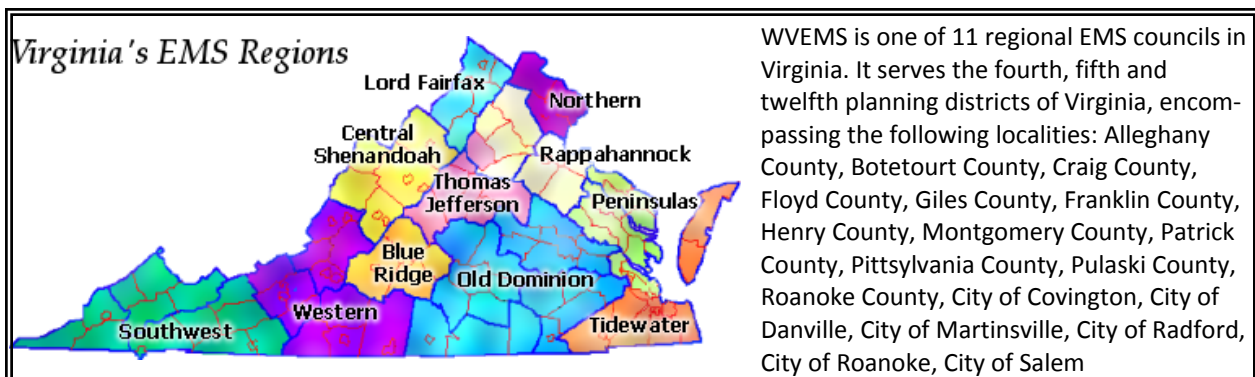 Virginia's EMS Regions
Lord Fairfax
Northern
Central
Shenandoah
Rappahannock
Thomas
Jefferson
Peninsulas
Blue
Ridge
Old Dominion
Western
Southwest
Tidewater
WVEMS is one of 11 regional EMS councils in
Virginia. It serves the fourth, fifth and
twelfth planning districts of Virginia, encom-
passing the following localities: Alleghany
County, Botetourt County, Craig County,
Floyd County, Giles County, Franklin County,
Henry County, Montgomery County, Patrick
County, Pittsylvania County, Pulaski County,
Roanoke County, City of Covington, City of
Danville, City of Martinsville, City of Radford,
City of Roanoke, City of Salem